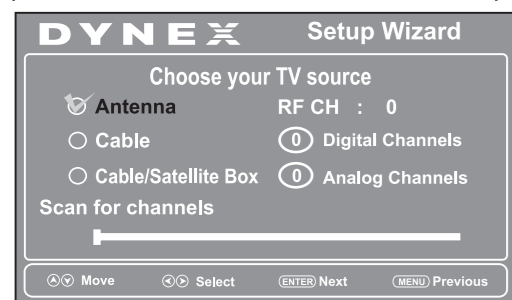 DYNEX Setup Wizard
Choose your TV source
Antenna RF CH : 0
Cable 0 Digital Channels
Cable/Satellite Box 0 Analog Channels
Scan for channels
Move Select ENTER Next MENU Previous